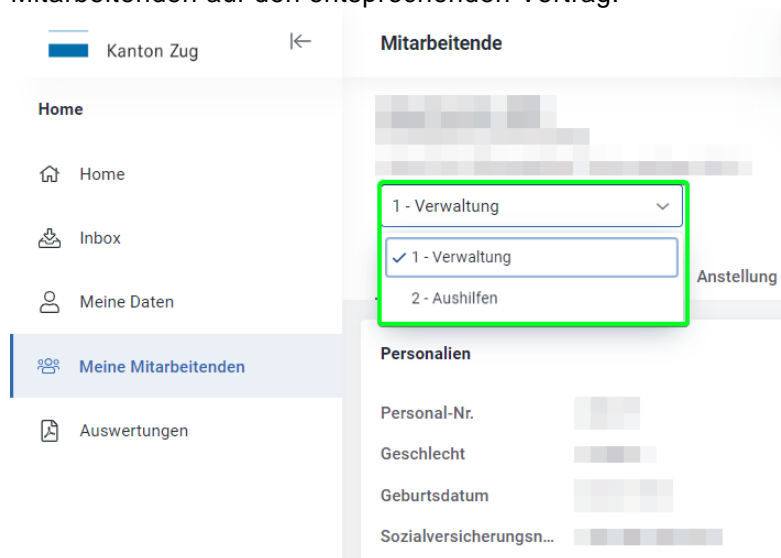 Mitarbeitenden auf den entsprechenden Vertrag.
Kanton Zug
Mitarbeitende
Home
Home
1 - Verwaltung
Inbox
1 - Verwaltung
Anstellung
Meine Daten
2 - Aushilfen
Meine Mitarbeitenden
Personalien
Auswertungen
Personal-Nr.
Geschlecht
Geburtsdatum
Sozialversicherungsn...